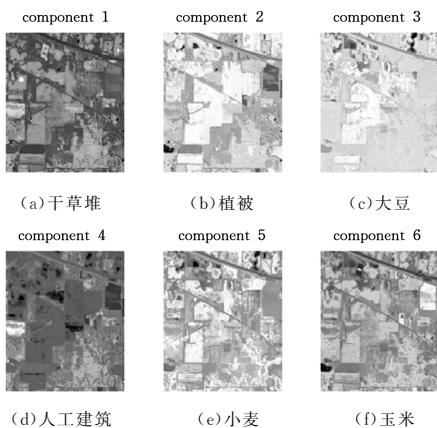 component 1 component 2 component 3
(a)干草堆 (b)植被 (c)大豆
component 4 component 5 component 6
(d)人工建筑 (e)小麦 (f)玉米